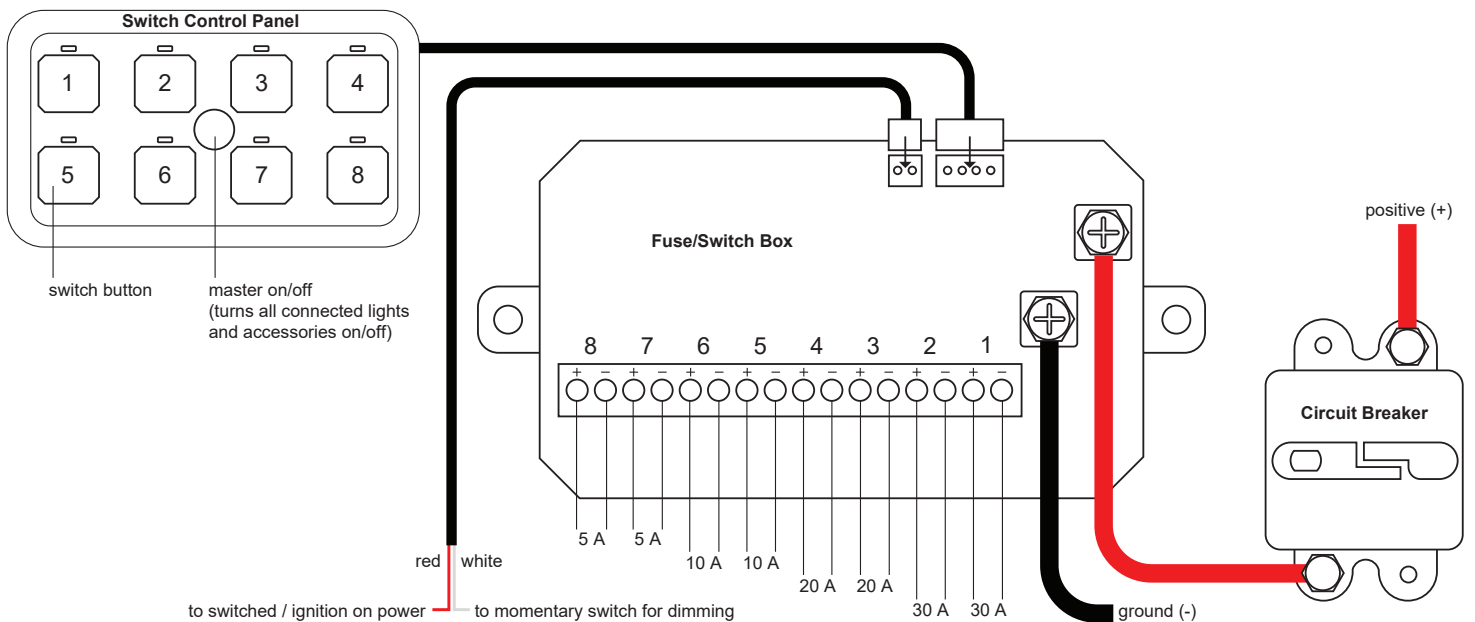 Switch Control Panel
1
2
3
4
5
6
7
8
switch button
master on/off
(turns all connected lights
and accessories on/off)
Fuse/Switch Box
8 7 6 5 4 3 2 1
+ – + – + – + – + – + – + – + –
5 A
5 A
10 A
10 A
20 A
20 A
30 A
30 A
red
white
to switched / ignition on power
to momentary switch for dimming
ground (-)
positive (+)
Circuit Breaker